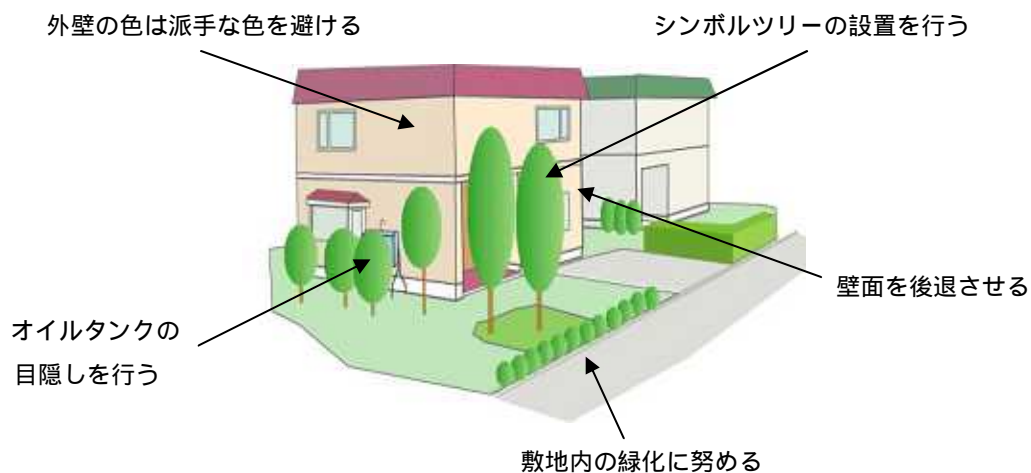 外壁の色は派手な色を避ける
シンボルツリーの設置を行う
壁面を後退させる
オイルタンクの
目隠しを行う
敷地内の緑化に努める